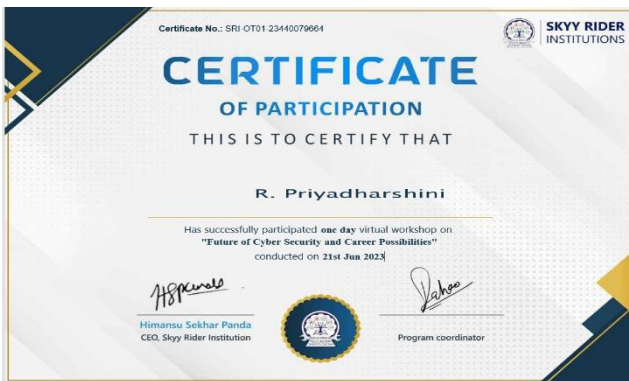 Certificate No.: SRI-OT01-23440079664
SKYY RIDER
INSTITUTIONS
CERTIFICATE
OF PARTICIPATION
THIS IS TO CERTIFY THAT
R. Priyadharshini
Has successfully participated one day virtual workshop on
"Future of Cyber Security and Career Possibilities"
conducted on 21st Jun 2023
Himansu Sekhar Panda
CEO, Skyy Rider Institution
Program coordinator